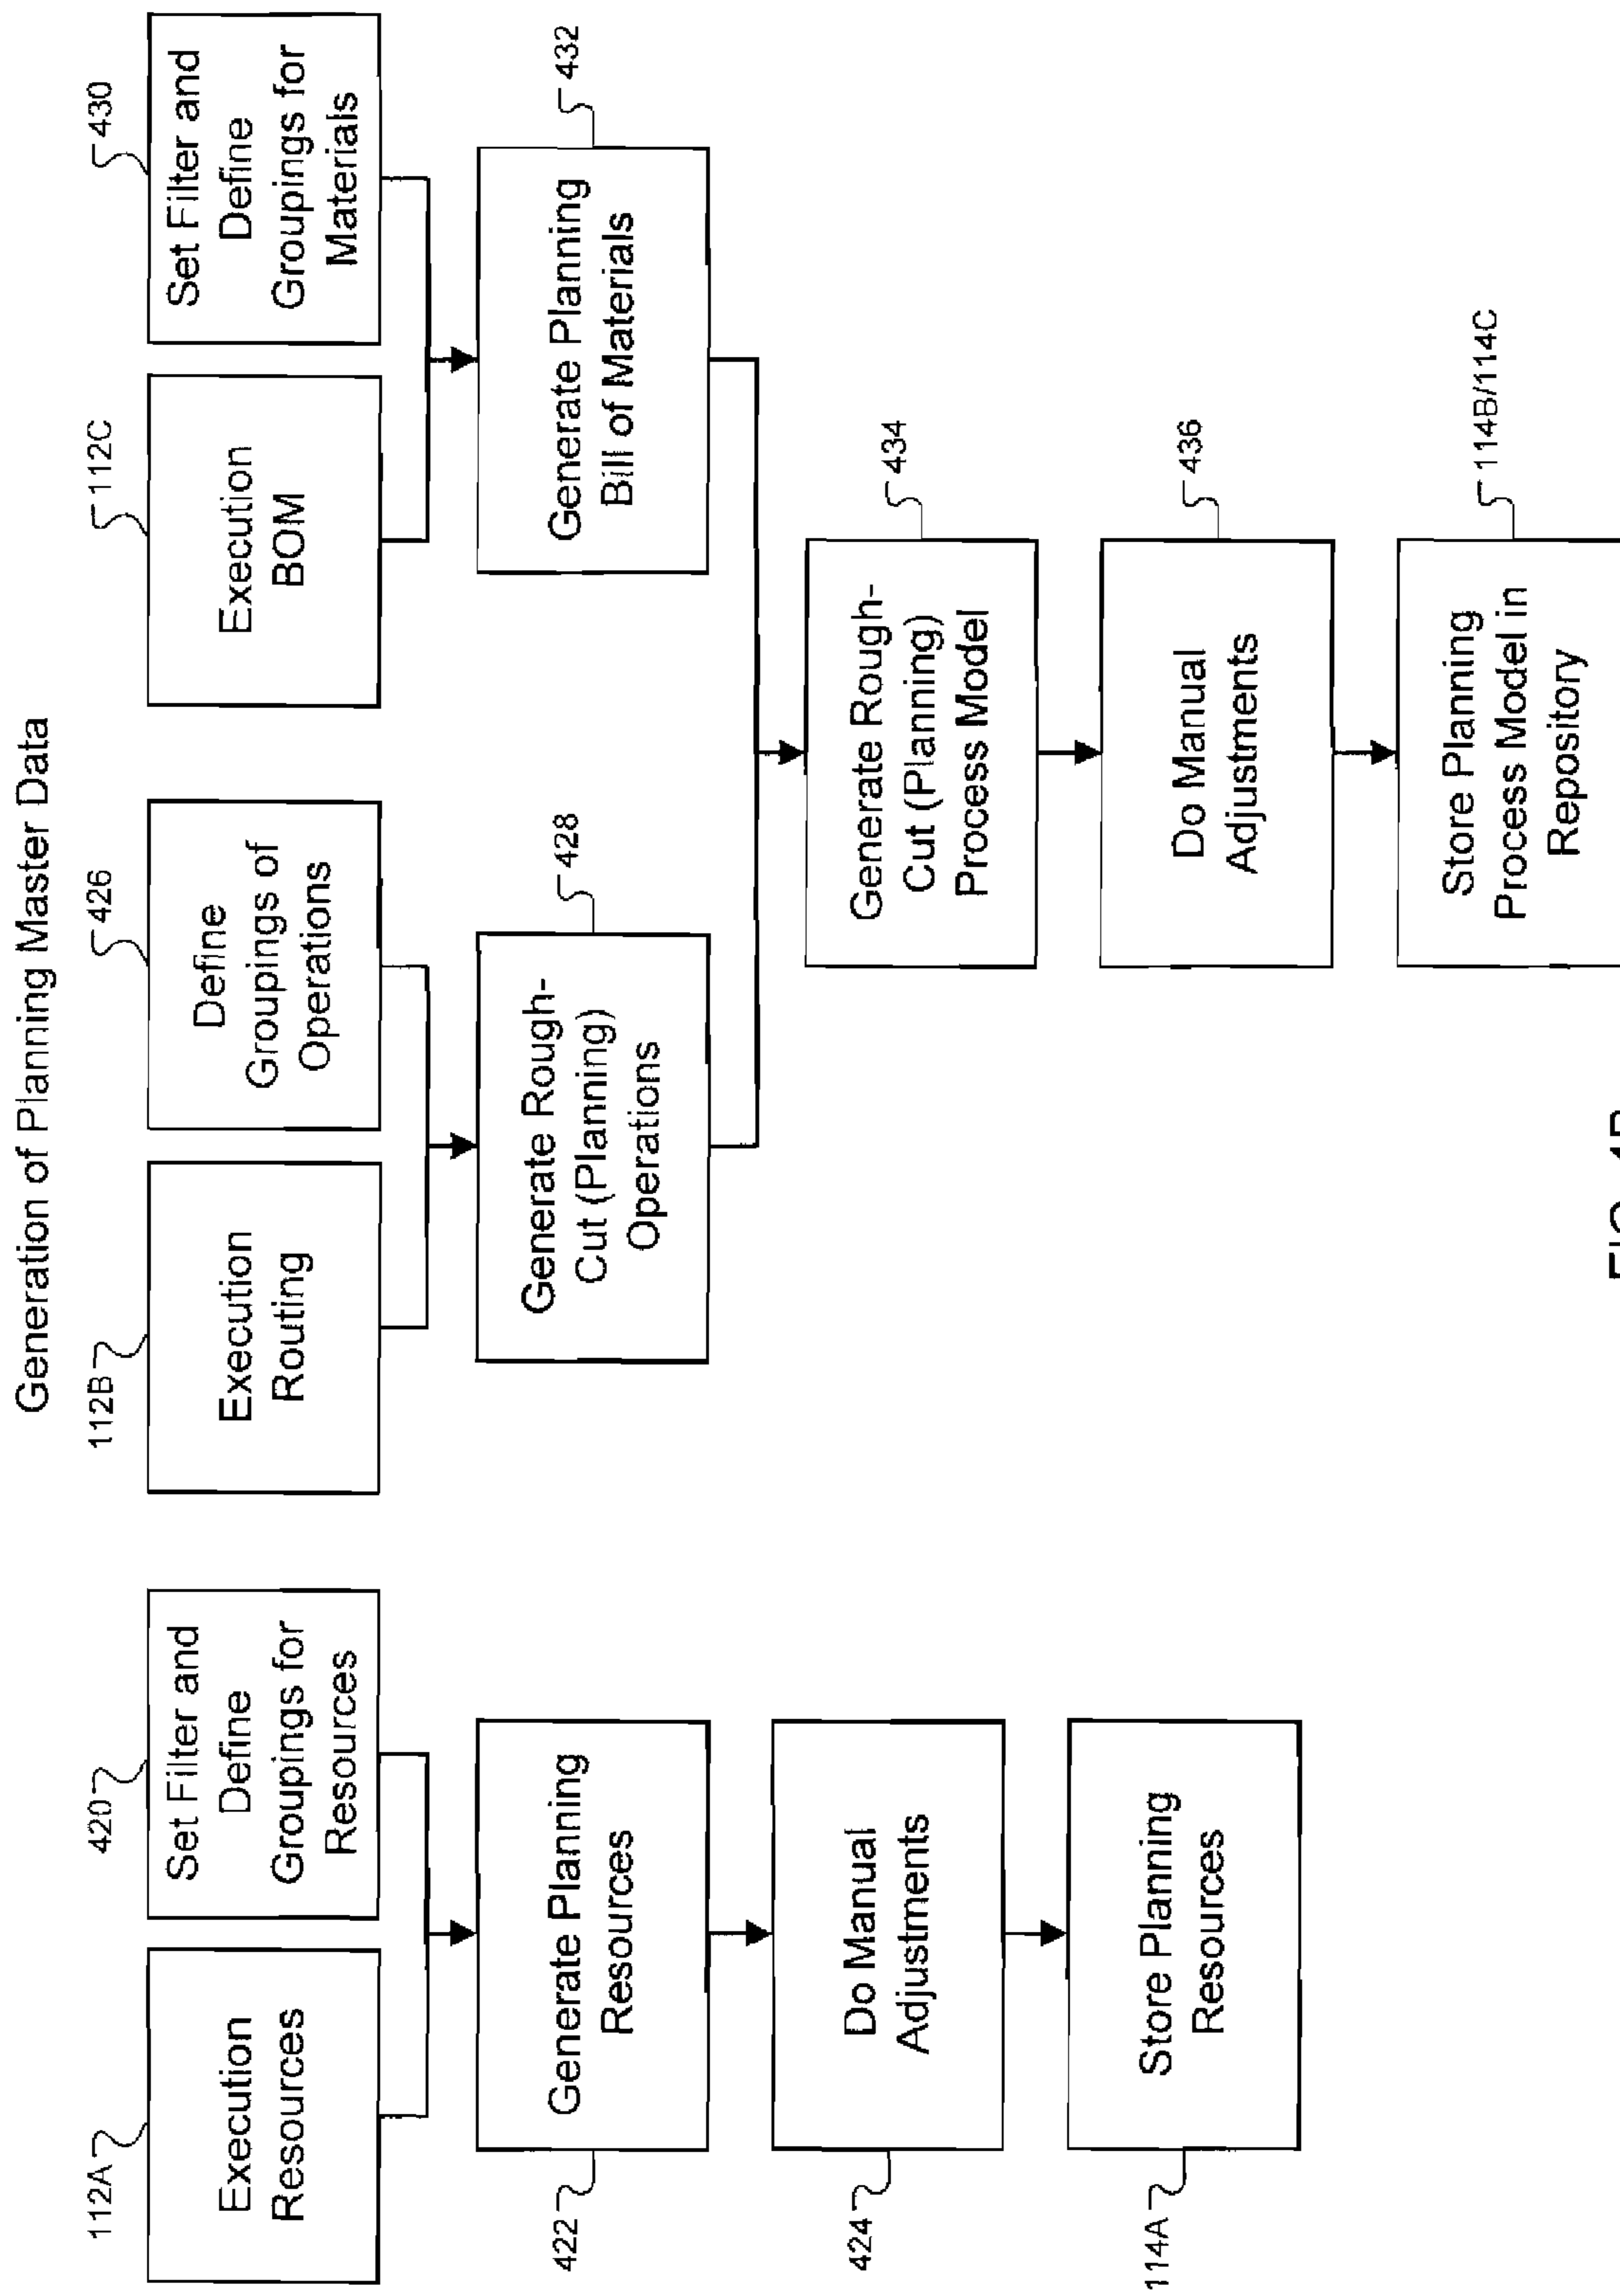 Generation of Planning Master Data
112A
Execution
Resources
420
Set Filter and
Define
Groupings for
Resources
422
Generate Planning
Resources
424
Do Manual
Adjustments
114A
Store Planning
Resources
112B
Execution
Routing
426
Define
Groupings of
Operations
428
Generate Rough-
Cut (Planning)
Operations
112C
Execution
BOM
430
Set Filter and
Define
Groupings for
Materials
432
Generate Planning
Bill of Materials
434
Generate Rough-
Cut (Planning)
Process Model
436
Do Manual
Adjustments
114B/114C
Store Planning
Process Model in
Repository